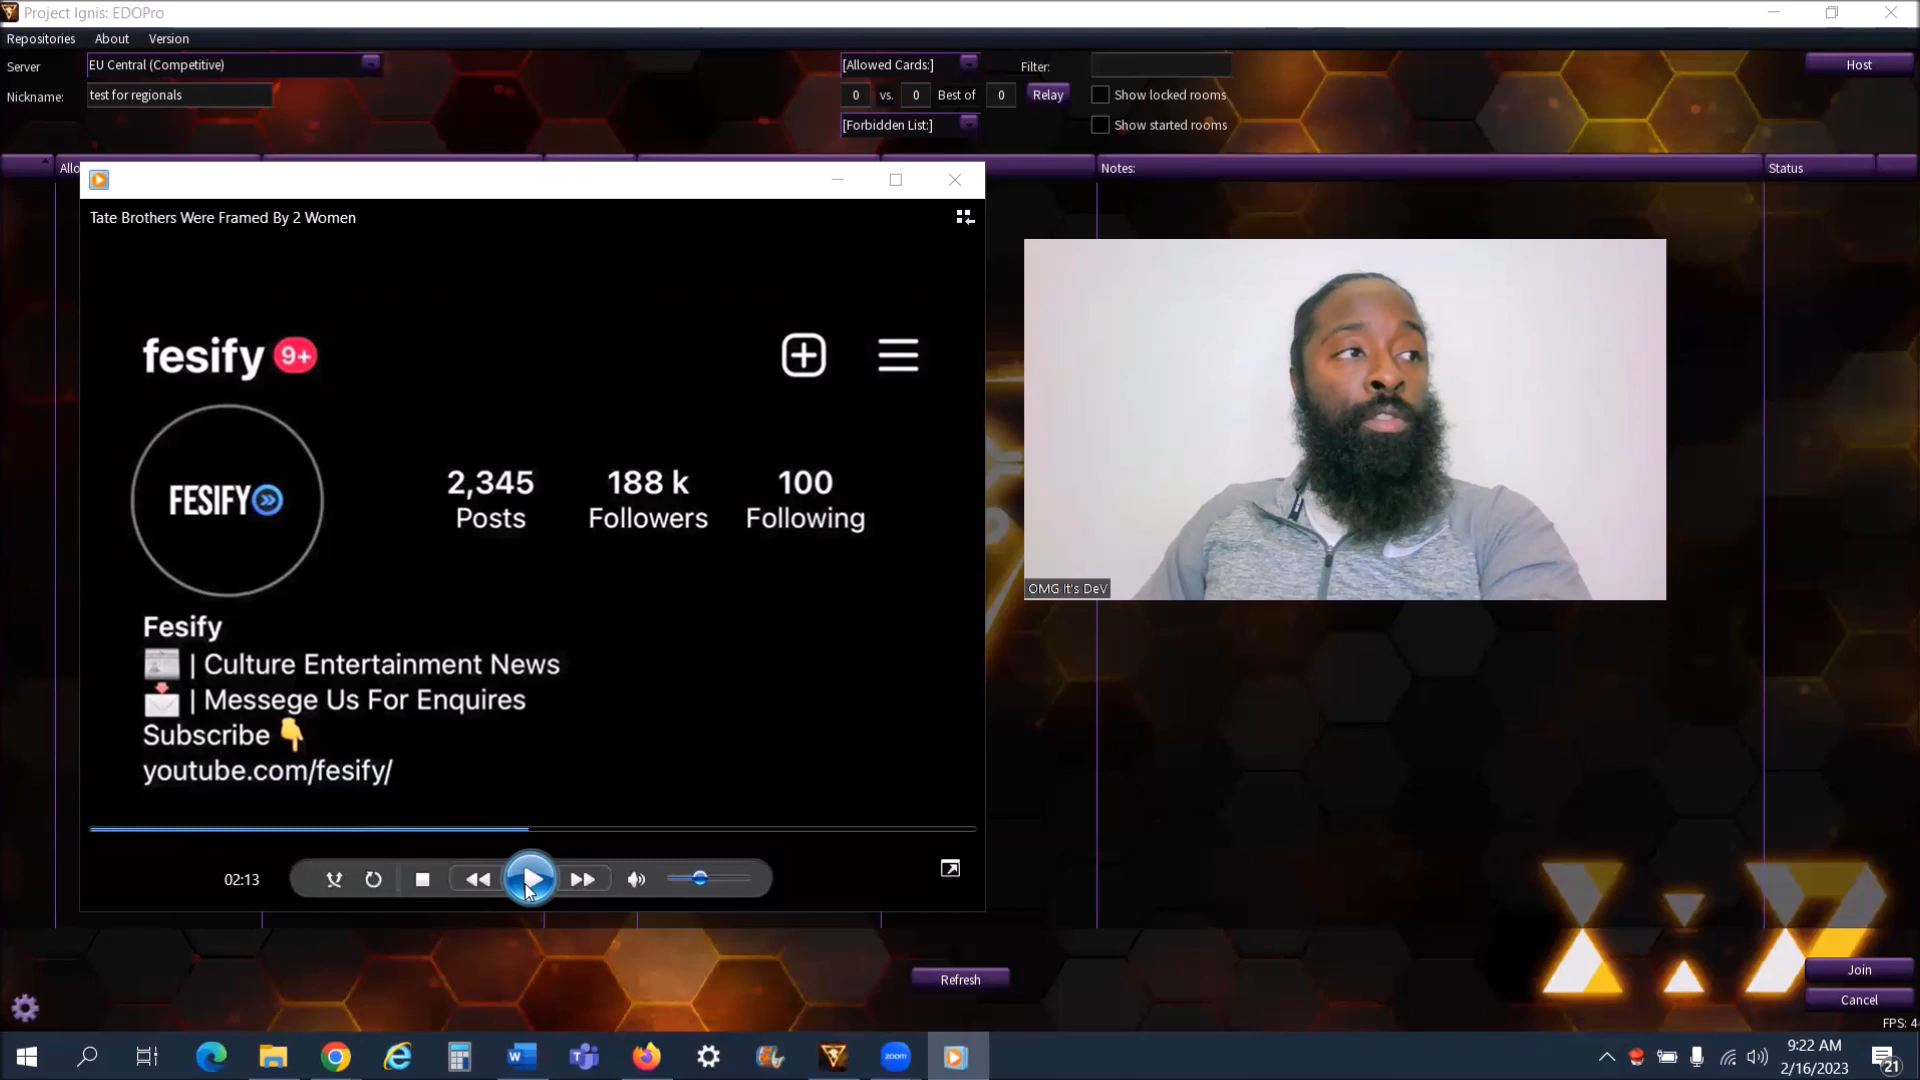 Project Ignis: EDOPro
Repositories About Version
Server EU Central (Competitive) [Allowed Cards:] Filter: Host
Nickname: test for regionals 0 vs. 0 Best of 0 Relay Show locked rooms
[Forbidden List:] Show started rooms
Allo Notes: Status
Tate Brothers Were Framed By 2 Women
fesify 9+
FESIFY
2,345 188 k 100
Posts Followers Following
OMG It's DeV
Fesify
| Culture Entertainment News
| Messege Us For Enquires
Subscribe
youtube.com/fesify/
02:13
Refresh
Join
Cancel
FPS: 4
zoom
9:22 AM
2/16/2023
21